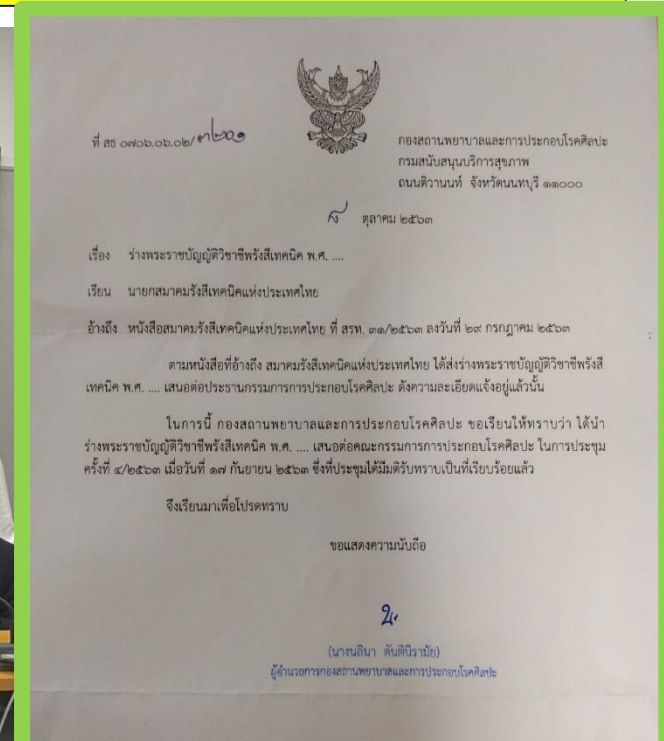 ที่ สธ ๐๗๐๖.๐๖.๐๒/
กองสถานพยาบาลและการประกอบโรคศิลปะ
กรมสนับสนุนบริการสุขภาพ
ถนนติวานนท์ จังหวัดนนทบุรี ๑๑๐๐๐
ตุลาคม ๒๕๖๓
เรื่อง ร่างพระราชบัญญัติวิชาชีพรังสีเทคนิค พ.ศ. ....
เรียน นายกสมาคมรังสีเทคนิคแห่งประเทศไทย
อ้างถึง หนังสือสมาคมรังสีเทคนิคแห่งประเทศไทย ที่ สรท. ๓๑/๒๕๖๓ ลงวันที่ ๒๙ กรกฎาคม ๒๕๖๓
ตามหนังสือที่อ้างถึง สมาคมรังสีเทคนิคแห่งประเทศไทย ได้ส่งร่างพระราชบัญญัติวิชาชีพรังสี
เทคนิค พ.ศ. .... เสนอต่อประธานกรรมการการประกอบโรคศิลปะ ดังความละเอียดแจ้งอยู่แล้วนั้น
ในการนี้ กองสถานพยาบาลและการประกอบโรคศิลปะ ขอเรียนให้ทราบว่า ได้นำ
ร่างพระราชบัญญัติวิชาชีพรังสีเทคนิค พ.ศ. .... เสนอต่อคณะกรรมการการประกอบโรคศิลปะ ในการประชุม
ครั้งที่ ๔/๒๕๖๓ เมื่อวันที่ ๑๗ กันยายน ๒๕๖๓ ซึ่งที่ประชุมได้มีมติรับทราบเป็นที่เรียบร้อยแล้ว
จึงเรียนมาเพื่อโปรดทราบ
ขอแสดงความนับถือ
(นางนลินา ตันตินิรามัย)
ผู้อำนวยการกองสถานพยาบาลและการประกอบโรคศิลปะ